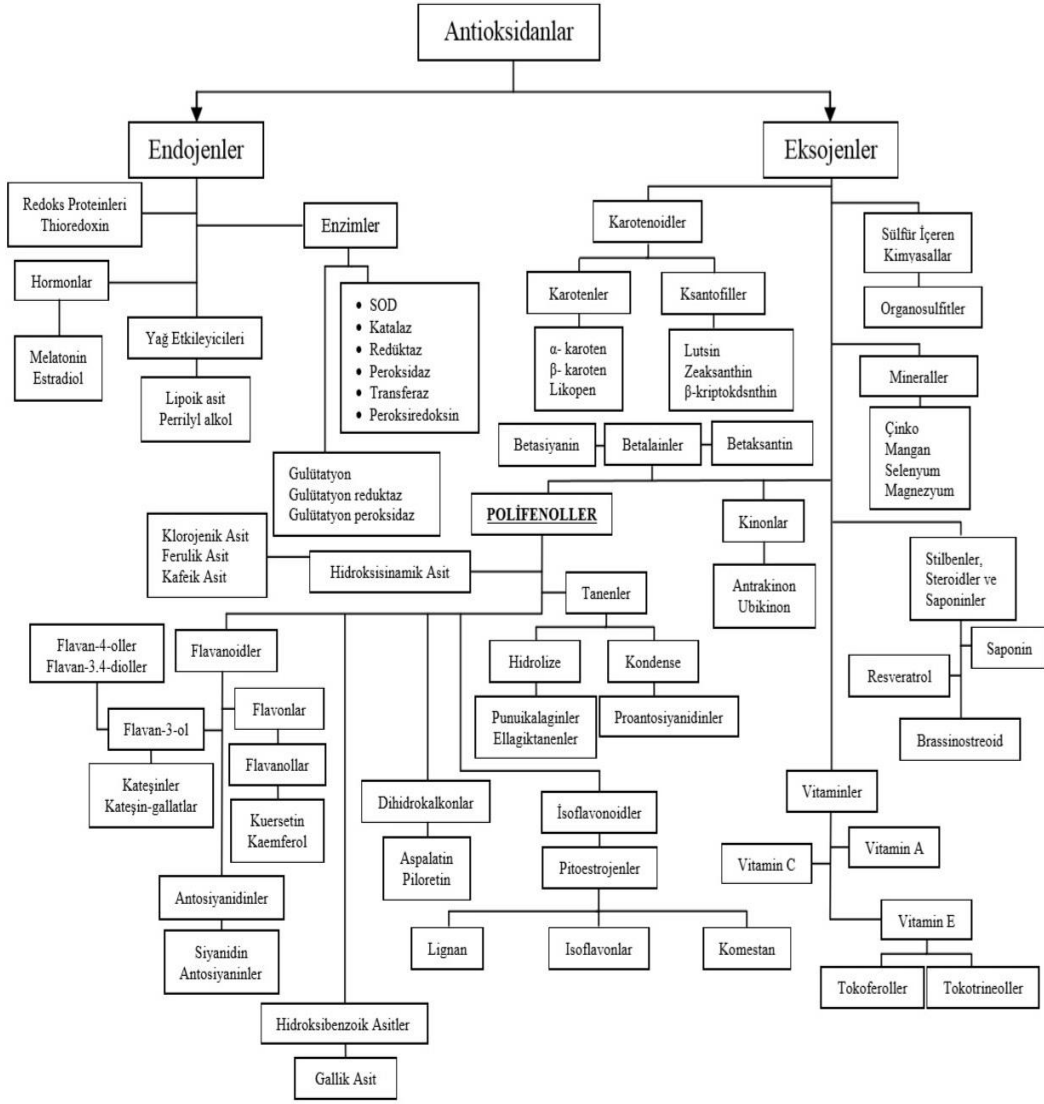 Antioksidanlar
Endojenler
Eksojenler
Redoks Proteinleri
Thioredoxin
Enzimler
Hormonlar
Melatonin
Estradiol
Yağ Etkileyicileri
Lipoik asit
Perrilyl alkol
• SOD
• Katalaz
• Redüktaz
• Peroksidaz
• Transferaz
• Peroksiredoksin
Gulütatyon
Gulütatyon reduktaz
Gulütatyon peroksidaz
Karotenoidler
Karotenler
Ksantofiller
α- karoten
β- karoten
Likopen
Lutsin
Zeaksanthin
β-kriptokdsnthin
Sülfür İçeren
Kimyasallar
Organosulfitler
Mineraller
Çinko
Mangan
Selenyum
Magnezyum
Betasiyanin
Betalainler
Betaksantin
POLİFENOLLER
Kinonlar
Antrakinon
Ubikinon
Stilbenler,
Steroidler ve
Saponinler
Saponin
Resveratrol
Brassinostreoid
Klorojenik Asit
Ferulik Asit
Kafeik Asit
Hidroksisinamik Asit
Tanenler
Hidrolize
Kondense
Punuikalaginler
Ellagiktanenler
Proantosiyanidinler
Flavanoidler
Flavan-4-oller
Flavan-3.4-dioller
Flavan-3-ol
Kateşinler
Kateşin-gallatlar
Flavonlar
Flavanollar
Kuersetin
Kaemferol
Antosiyanidinler
Siyanidin
Antosiyaninler
Dihidrokalkonlar
Aspalatin
Piloretin
İsoflavonoidler
Pitoestrojenler
Lignan
Isoflavonlar
Komestan
Hidroksibenzoik Asitler
Gallik Asit
Vitaminler
Vitamin C
Vitamin A
Vitamin E
Tokoferoller
Tokotrineoller